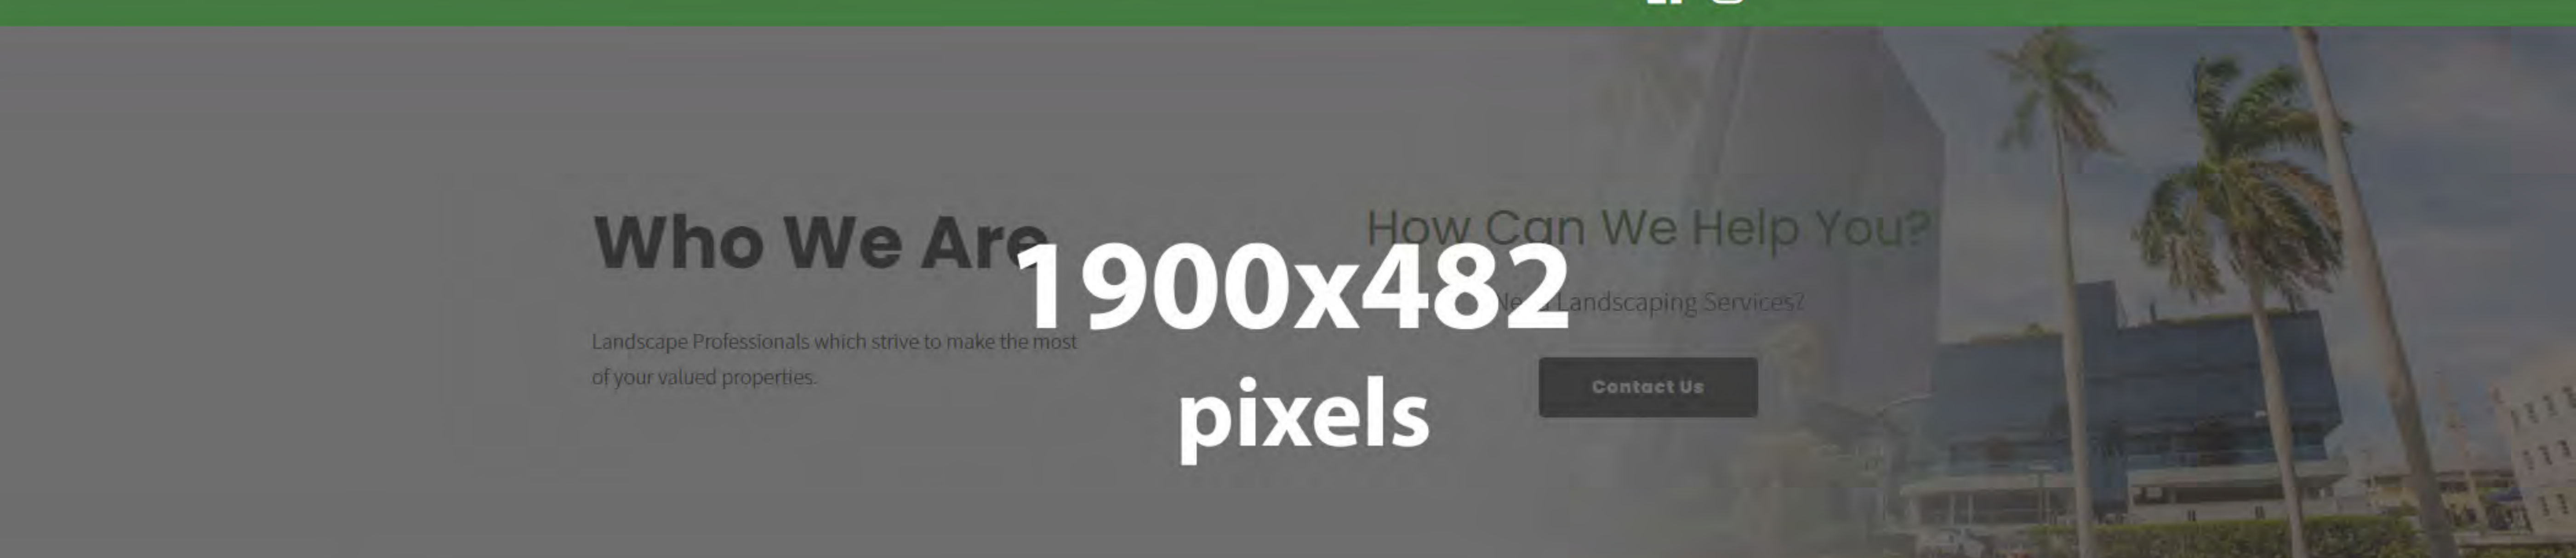 Who We Are
Landscape Professionals which strive to make the most
of your valued properties.
How Can We Help You?
Need Landscaping Services?
Contact Us
1900x482
pixels